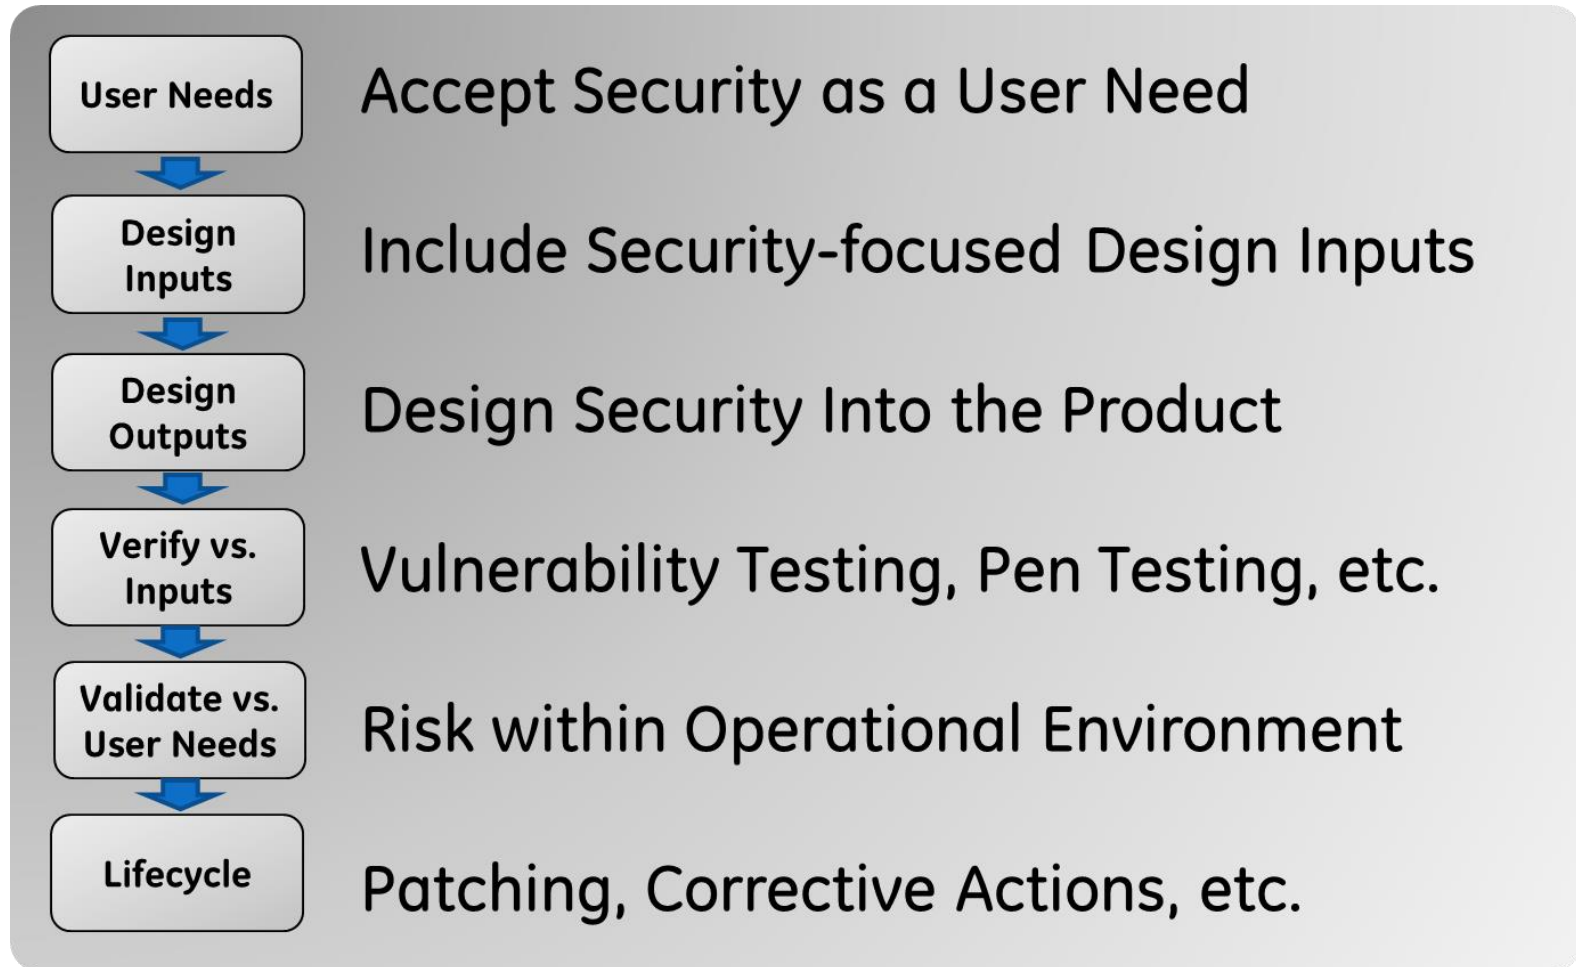 User Needs
Accept Security as a User Need
Design
Inputs
Include Security-focused Design Inputs
Design
Outputs
Design Security Into the Product
Verify vs.
Inputs
Vulnerability Testing, Pen Testing, etc.
Validate vs.
User Needs
Risk within Operational Environment
Lifecycle
Patching, Corrective Actions, etc.